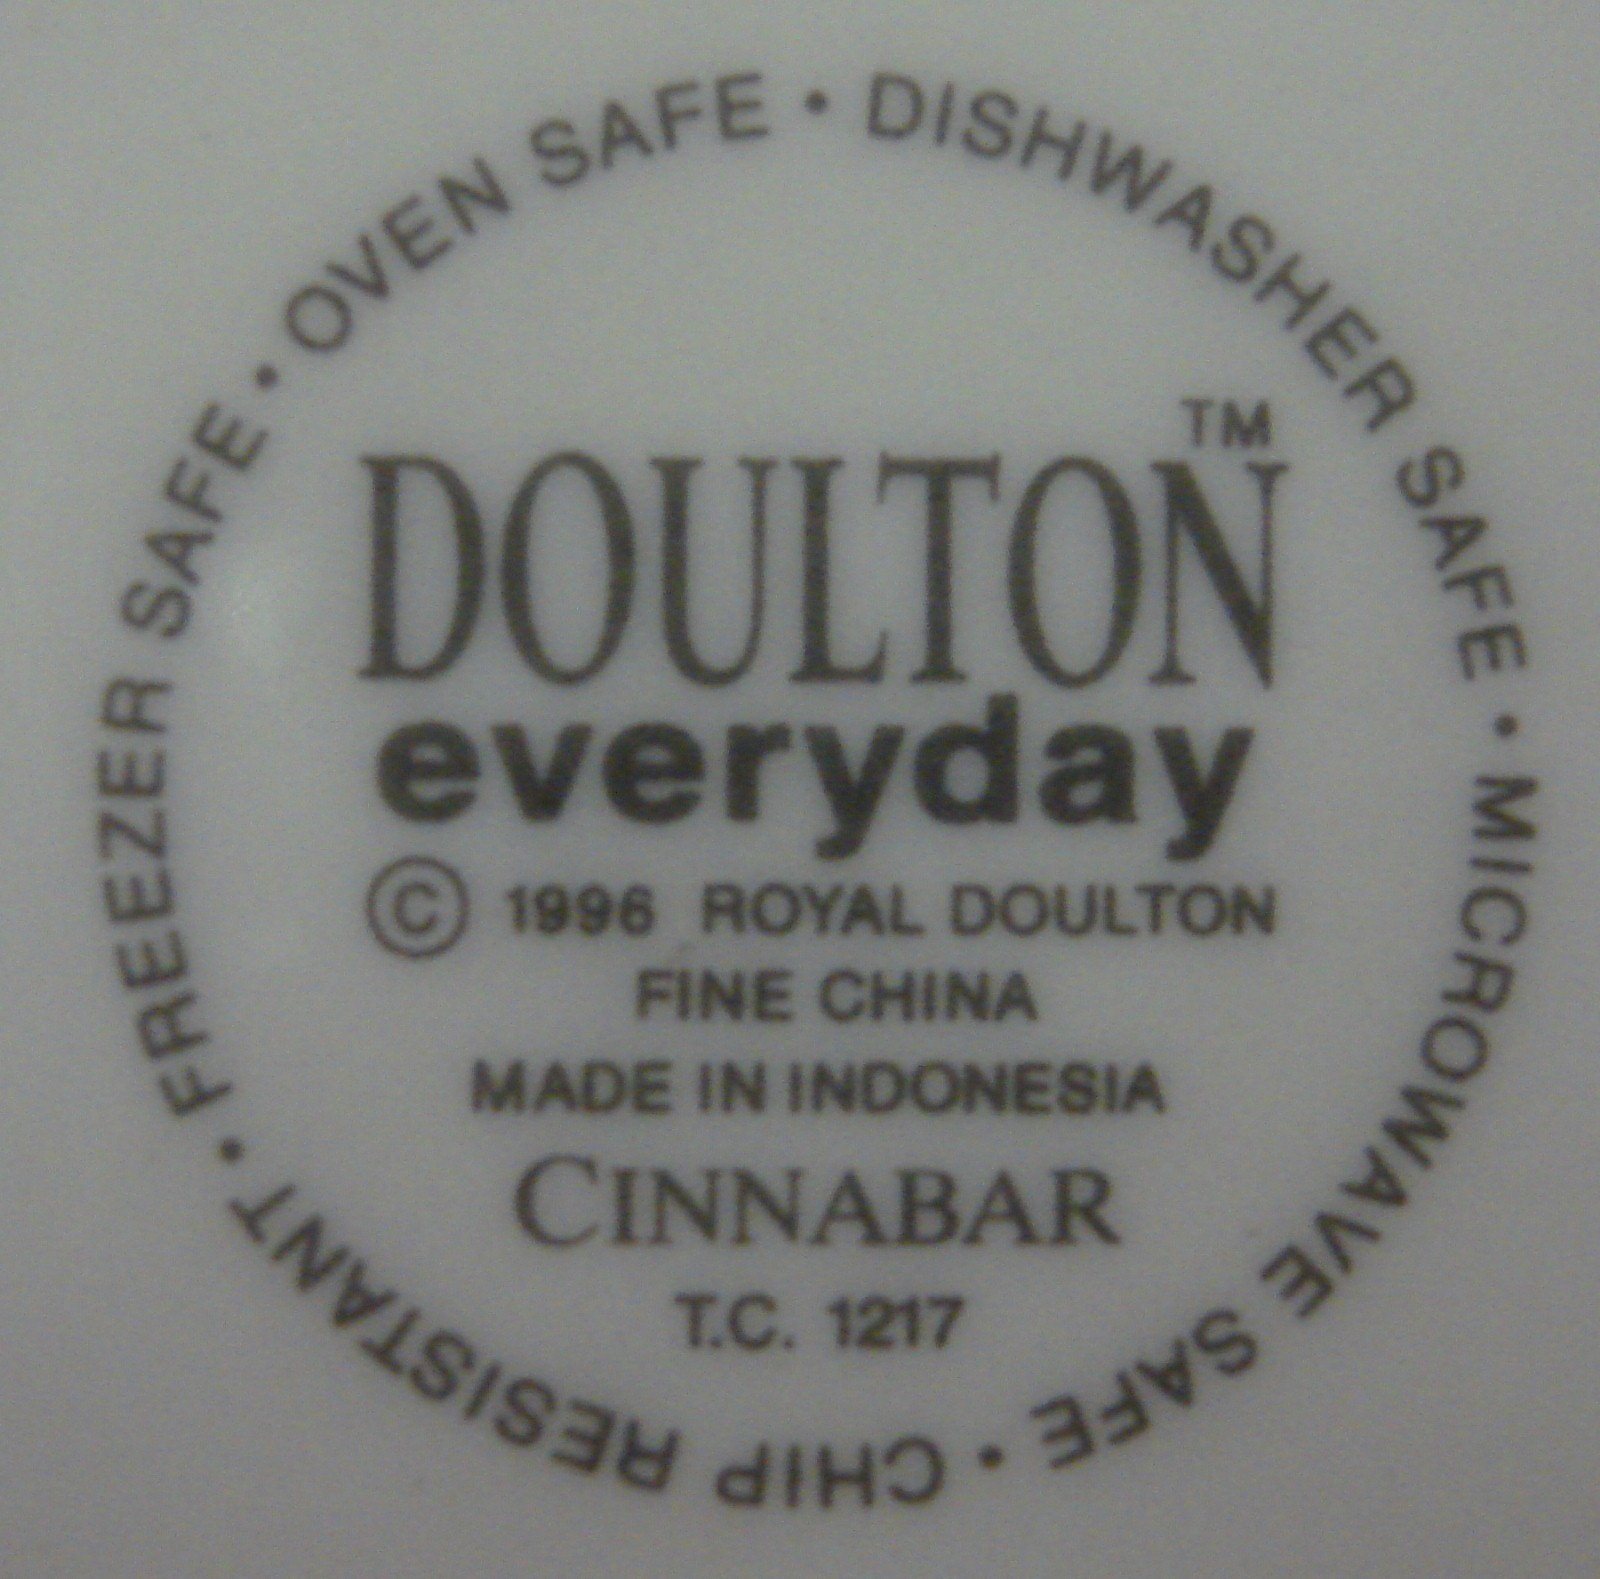 FREEZER SAFE • OVEN SAFE • DISHWASHER SAFE • MICROWAVE SAFE • CHIP RESISTANT •
DOULTON™
everyday
© 1996 ROYAL DOULTON
FINE CHINA
MADE IN INDONESIA
CINNABAR
T.C. 1217